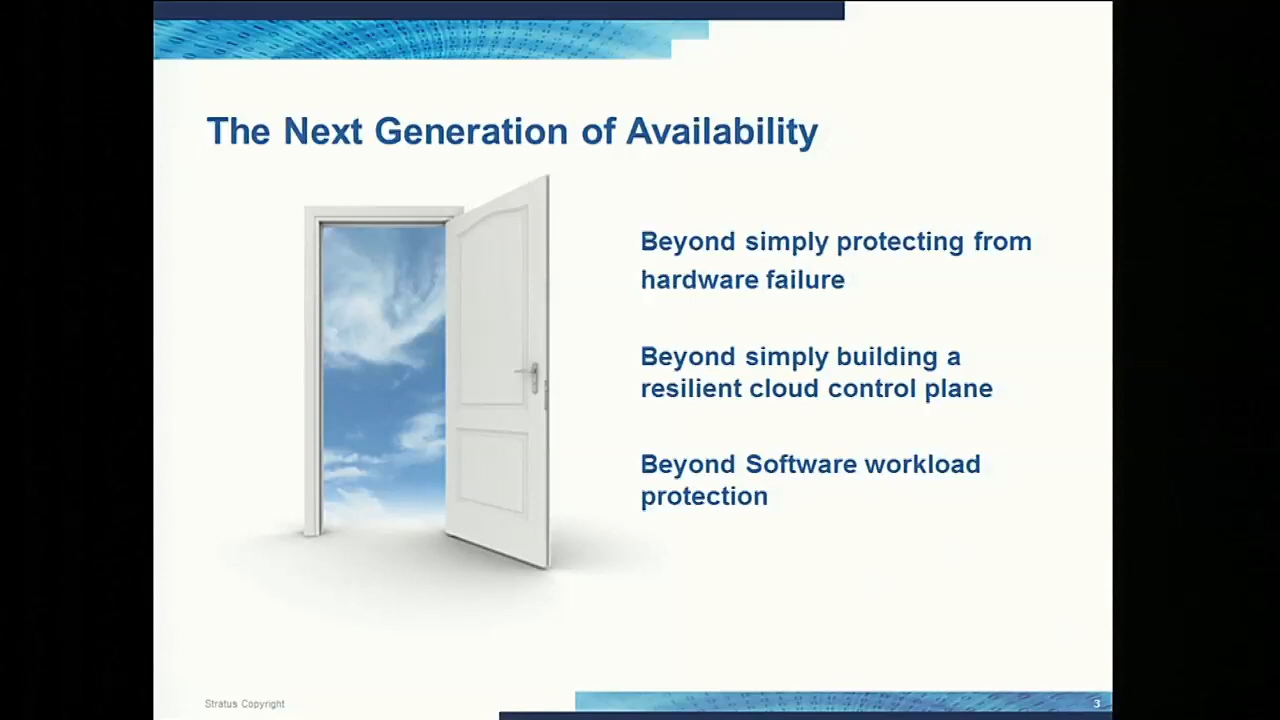 The Next Generation of Availability
Beyond simply protecting from
hardware failure
Beyond simply building a
resilient cloud control plane
Beyond Software workload
protection
Stratus Copyright
3